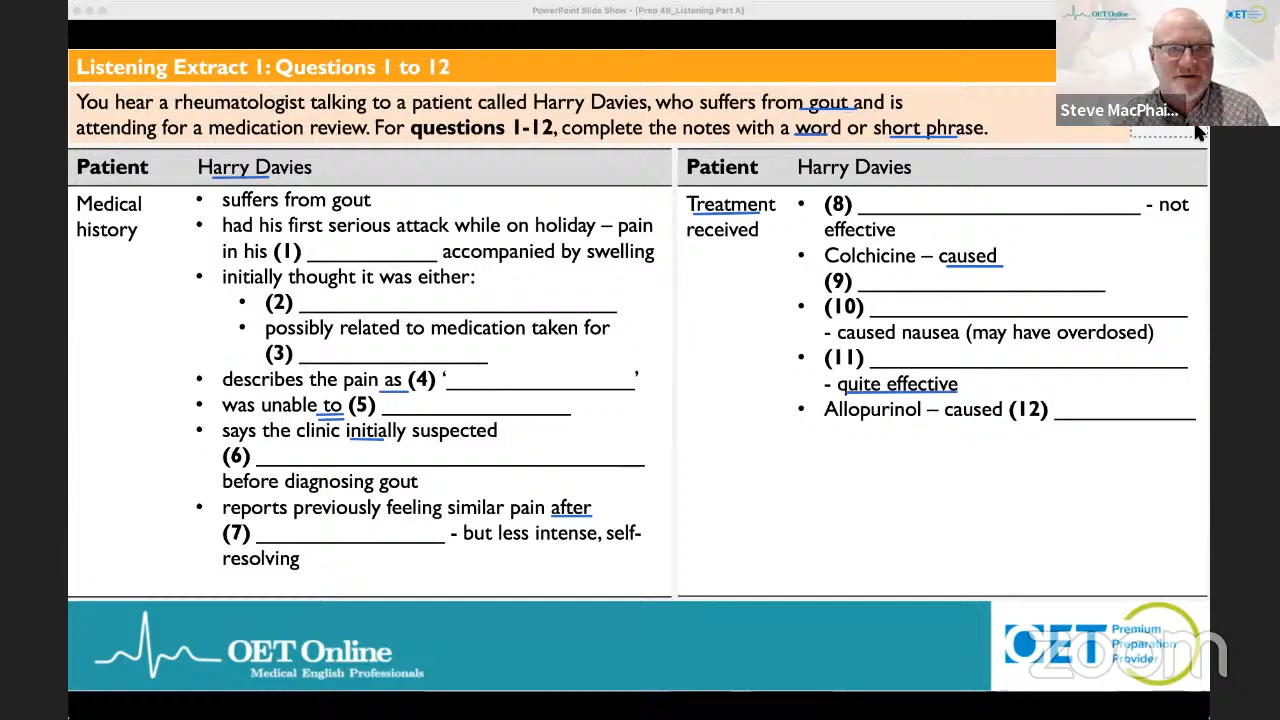 PowerPoint Slide Show - [Prep 49_Listening Part A]
OET Online
OET
Steve MacPhai...
Listening Extract 1: Questions 1 to 12
You hear a rheumatologist talking to a patient called Harry Davies, who suffers from gout and is
attending for a medication review. For questions 1-12, complete the notes with a word or short phrase.
Patient Harry Davies
Medical history
• suffers from gout
• had his first serious attack while on holiday – pain
in his (1) ____________ accompanied by swelling
• initially thought it was either:
• (2) ______________________________
• possibly related to medication taken for
(3) __________________
• describes the pain as (4) ‘__________________’
• was unable to (5) __________________
• says the clinic initially suspected
(6) _____________________________________
before diagnosing gout
• reports previously feeling similar pain after
(7) __________________ - but less intense, self-
resolving
Patient Harry Davies
Treatment received
• (8) ___________________________ - not
effective
• Colchicine – caused
(9) ________________________
• (10) ______________________________
- caused nausea (may have overdosed)
• (11) ______________________________
- quite effective
• Allopurinol – caused (12) ______________
OET Online
Medical English Professionals
OET Premium
Preparation
Provider
zoom